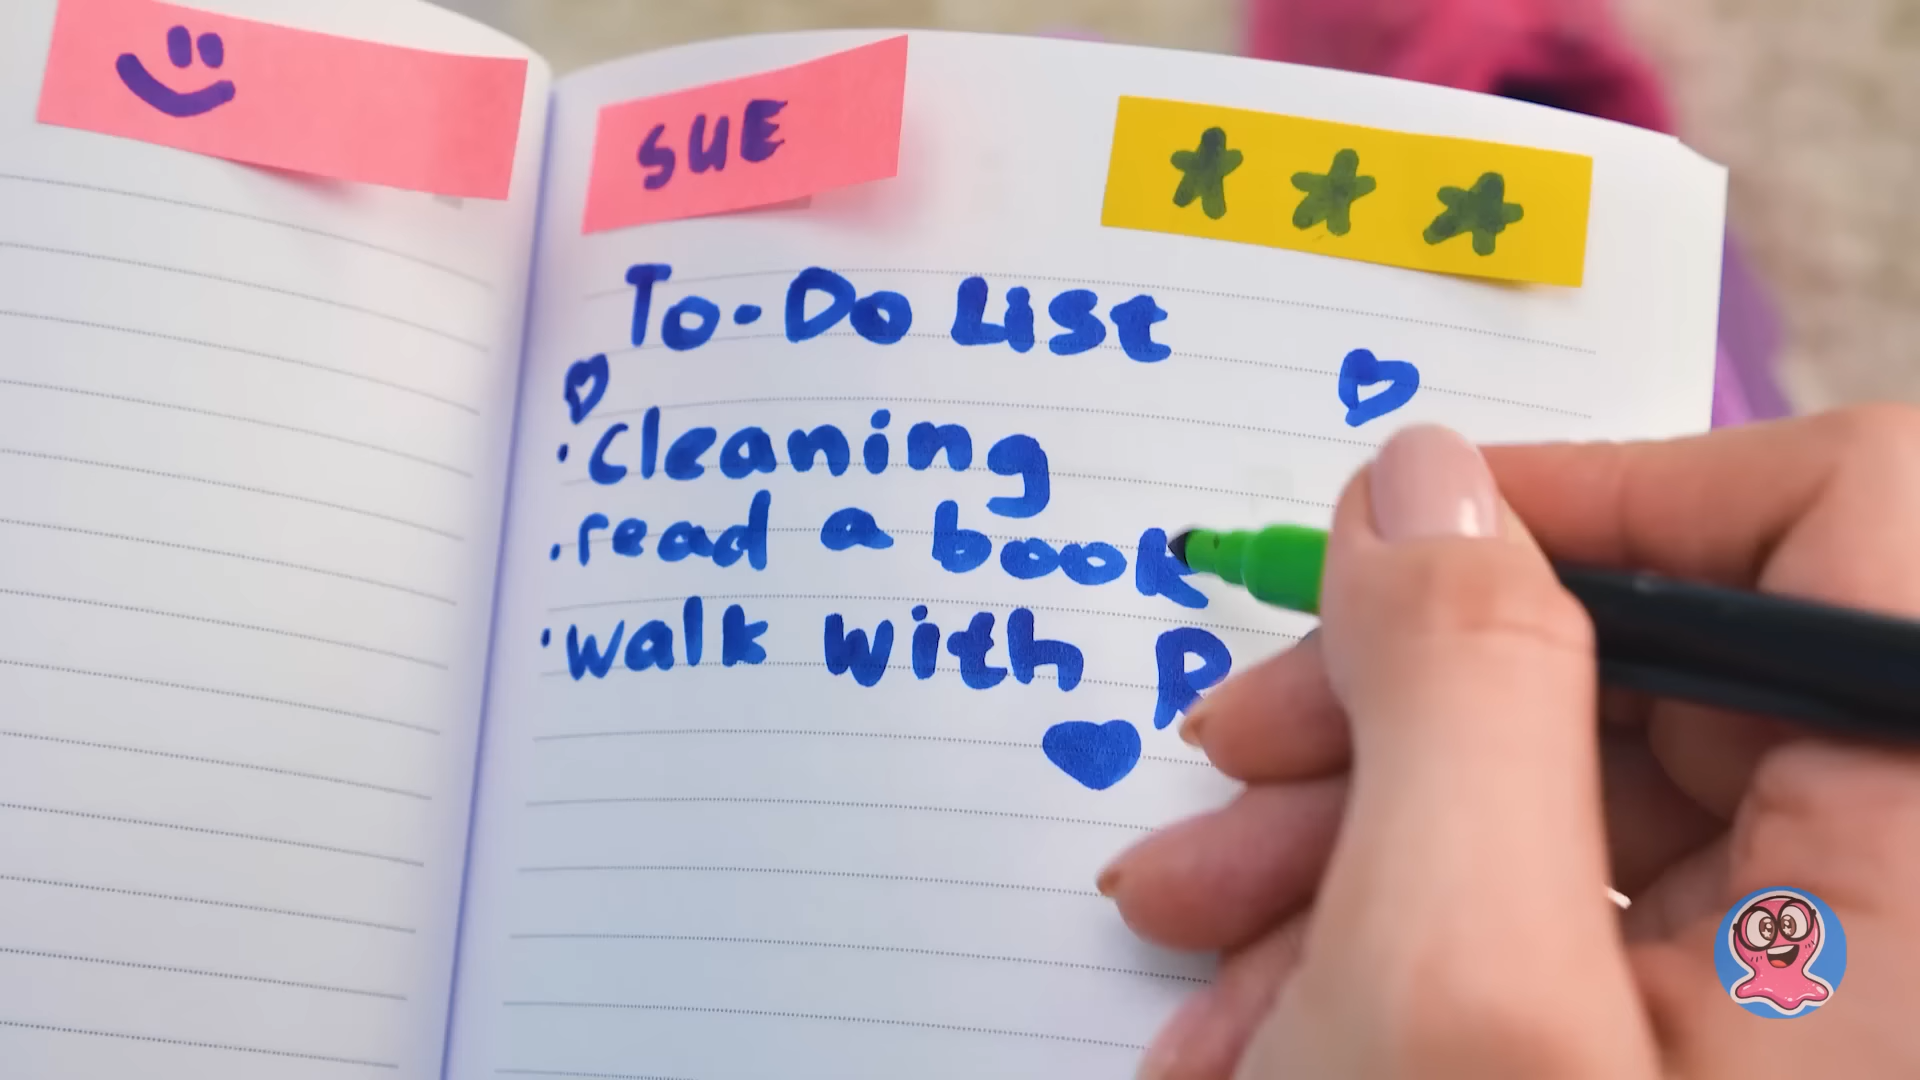 SUE
To-Do List
• cleaning
• read a book
• walk with R